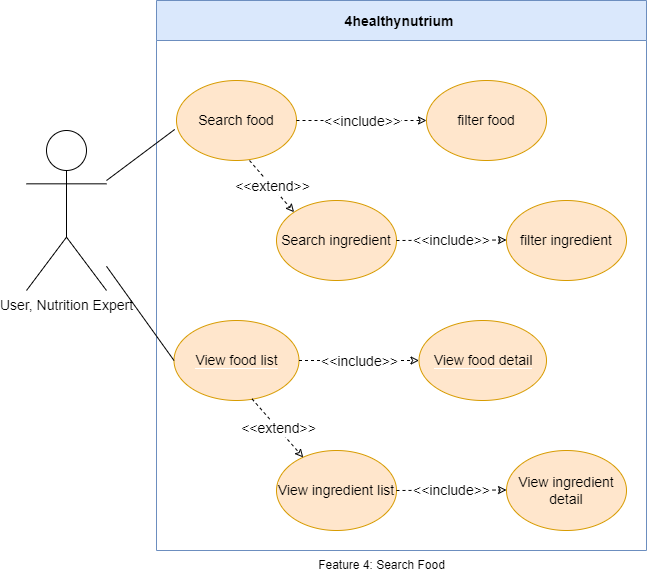 4healthynutrium
Search food
<<include>>
filter food
<<extend>>
Search ingredient
<<include>>
filter ingredient
User, Nutrition Expert
View food list
<<include>>
View food detail
<<extend>>
View ingredient list
<<include>>
View ingredient
detail
Feature 4: Search Food